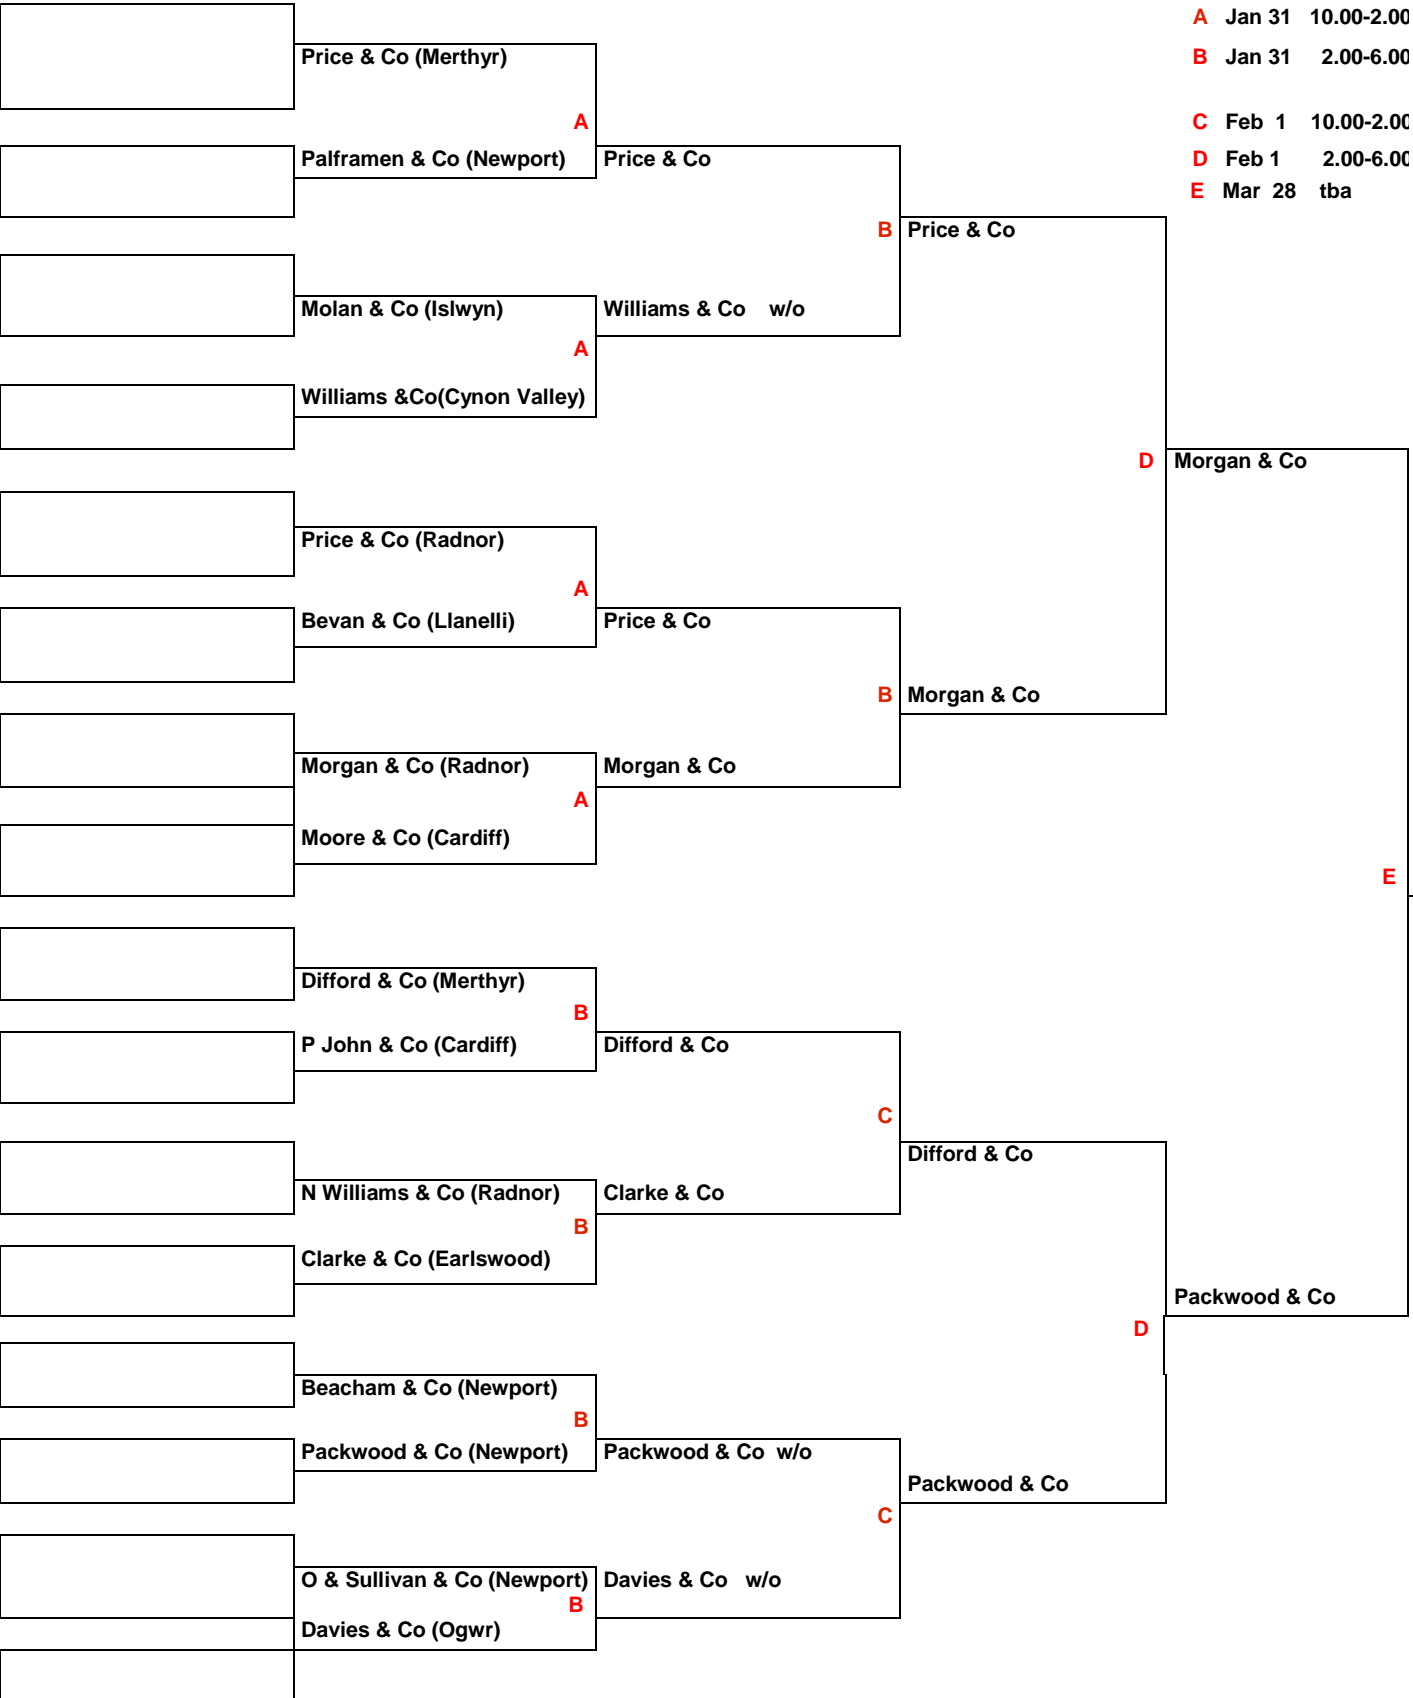 A Jan 31 10.00-2.00
Price & Co (Merthyr)
B Jan 31 2.00-6.00
A
C Feb 1 10.00-2.00
Palframen & Co (Newport) Price & Co
D Feb 1 2.00-6.00
E Mar 28 tba
B Price & Co
Molan & Co (Islwyn) Williams & Co w/o
A
Williams &Co(Cynon Valley)
D Morgan & Co
Price & Co (Radnor)
A
Bevan & Co (Llanelli) Price & Co
B Morgan & Co
Morgan & Co (Radnor) Morgan & Co
A
Moore & Co (Cardiff)
E
Difford & Co (Merthyr)
B
P John & Co (Cardiff) Difford & Co
C
Difford & Co
N Williams & Co (Radnor) Clarke & Co
B
Clarke & Co (Earlswood)
Packwood & Co
D
Beacham & Co (Newport)
B
Packwood & Co (Newport) Packwood & Co w/o
Packwood & Co
C
O & Sullivan & Co (Newport) Davies & Co w/o
B
Davies & Co (Ogwr)